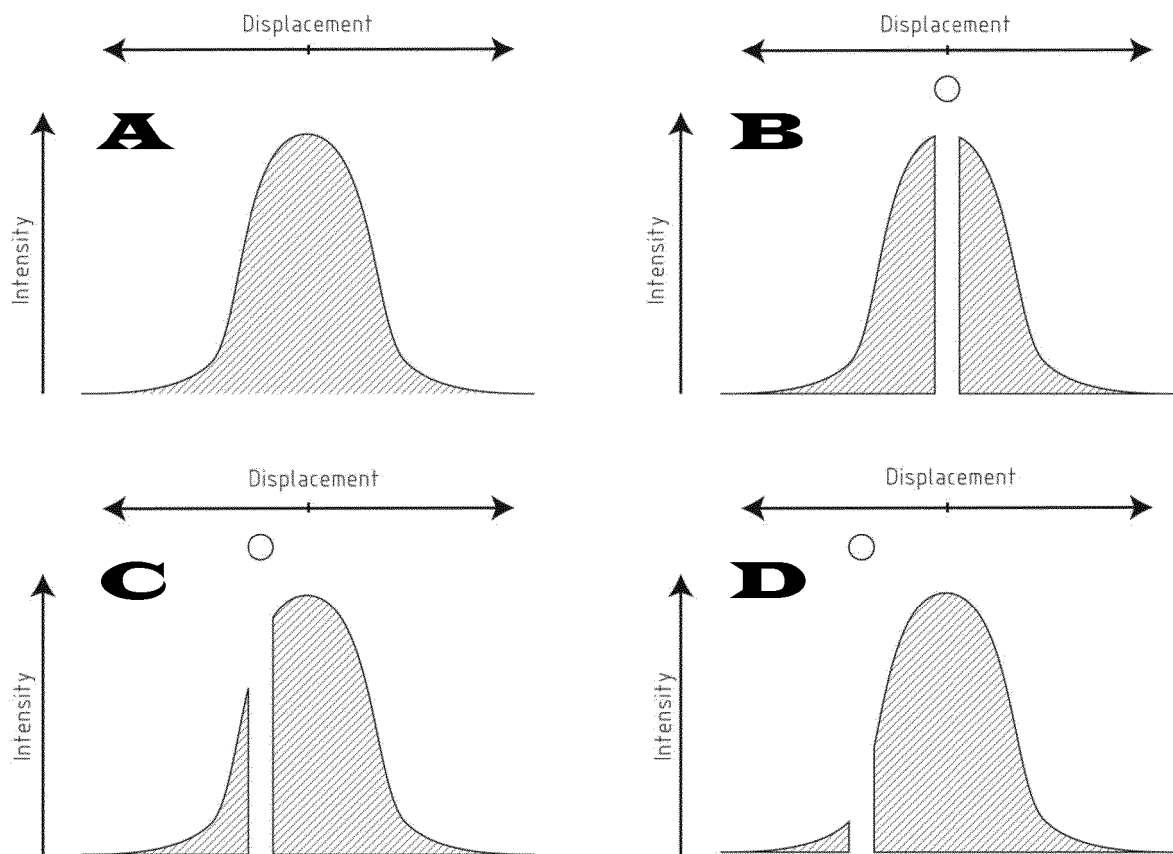 Displacement
A
Intensity
Displacement
B
Intensity
Displacement
C
Intensity
Displacement
D
Intensity